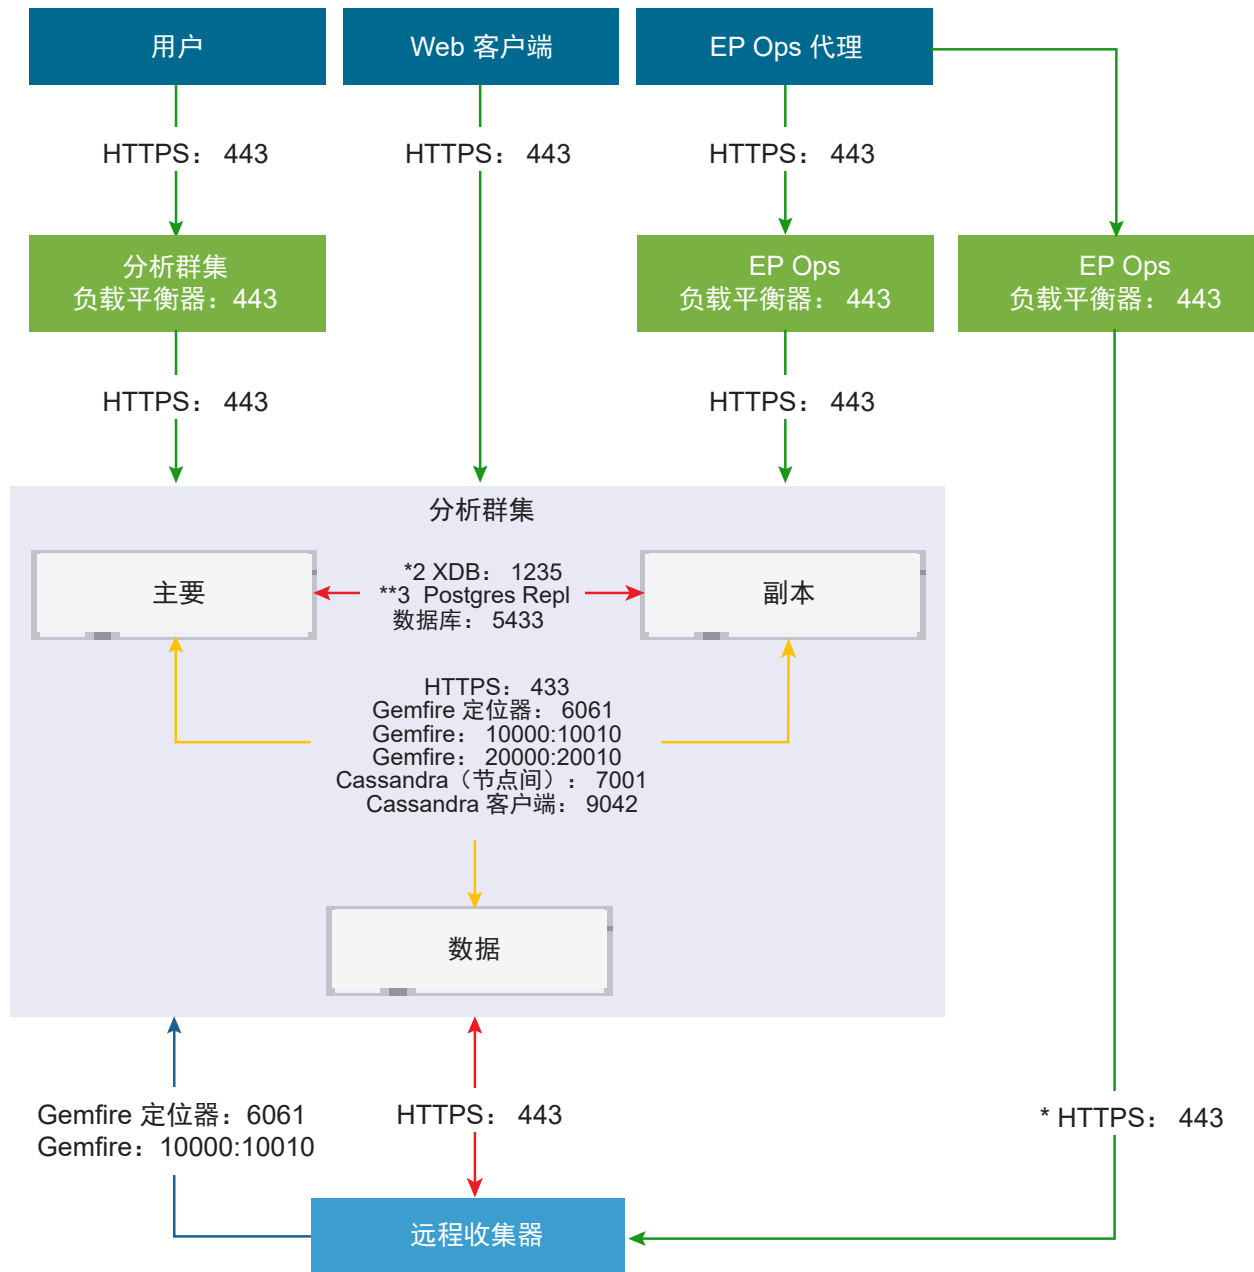 用户
Web 客户端
EP Ops 代理
HTTPS： 443
HTTPS： 443
HTTPS： 443
分析群集
负载平衡器：443
EP Ops
负载平衡器： 443
EP Ops
负载平衡器： 443
HTTPS： 443
HTTPS： 443
分析群集
主要
*2 XDB： 1235
**3 Postgres Repl
数据库： 5433
副本
HTTPS： 433
Gemfire 定位器： 6061
Gemfire： 10000:10010
Gemfire： 20000:20010
Cassandra（节点间）： 7001
Cassandra 客户端： 9042
数据
Gemfire 定位器：6061
Gemfire：10000:10010
HTTPS： 443
* HTTPS： 443
远程收集器